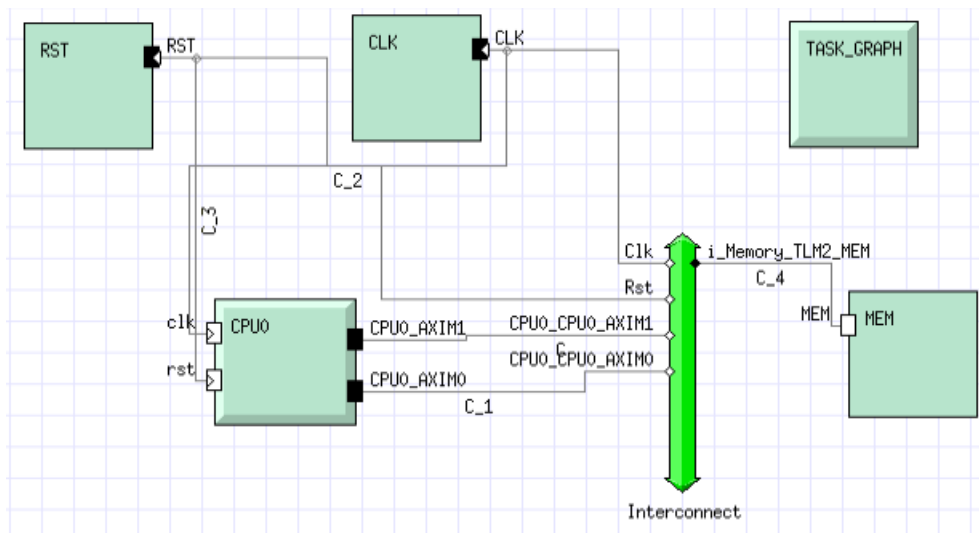 RST
RST
CLK
CLK
TASK_GRAPH
C_2
C_3
Clk
i_Memory_TLM2_MEM
C_4
Rst
MEM
MEM
clk
CPU0
CPU0_AXIM1
CPU0_CPU0_AXIM1
C
rst
CPU0_AXIM0
CPU0_CPU0_AXIM0
C_1
Interconnect